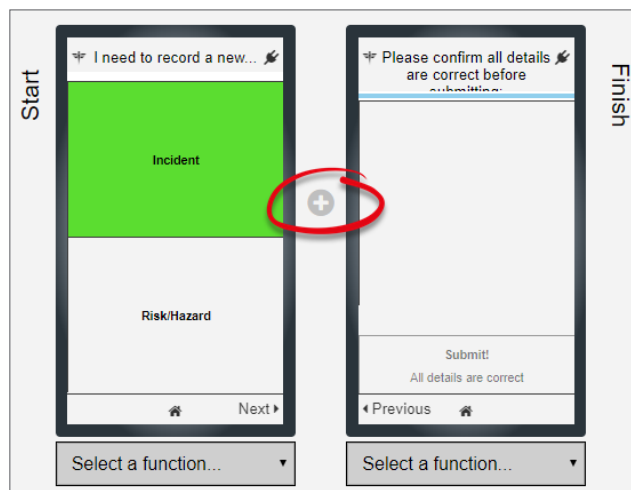 Start
I need to record a new...
Incident
Risk/Hazard
Next
Select a function...
Please confirm all details
are correct before
submitting:
Submit!
All details are correct
Previous
Select a function...
Finish